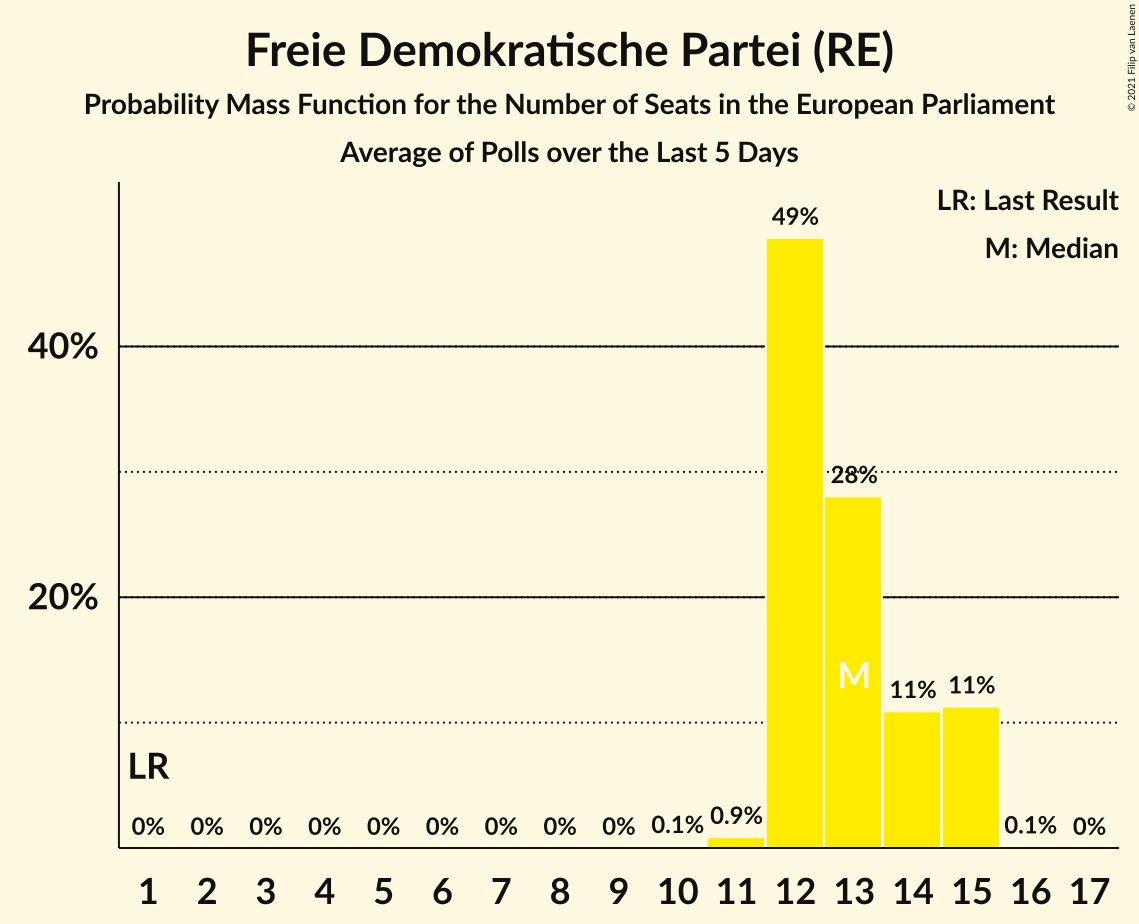 Freie Demokratische Partei (RE)
Probability Mass Function for the Number of Seats in the European Parliament
Average of Polls over the Last 5 Days
© 2021 Filip van Laenen
LR: Last Result
M: Median
49%
40%
28%
20%
M
11%
11%
LR
0% 0% 0% 0% 0% 0% 0% 0% 0% 0.1% 0.9% 0.1% 0%
1 2 3 4 5 6 7 8 9 10 11 12 13 14 15 16 17